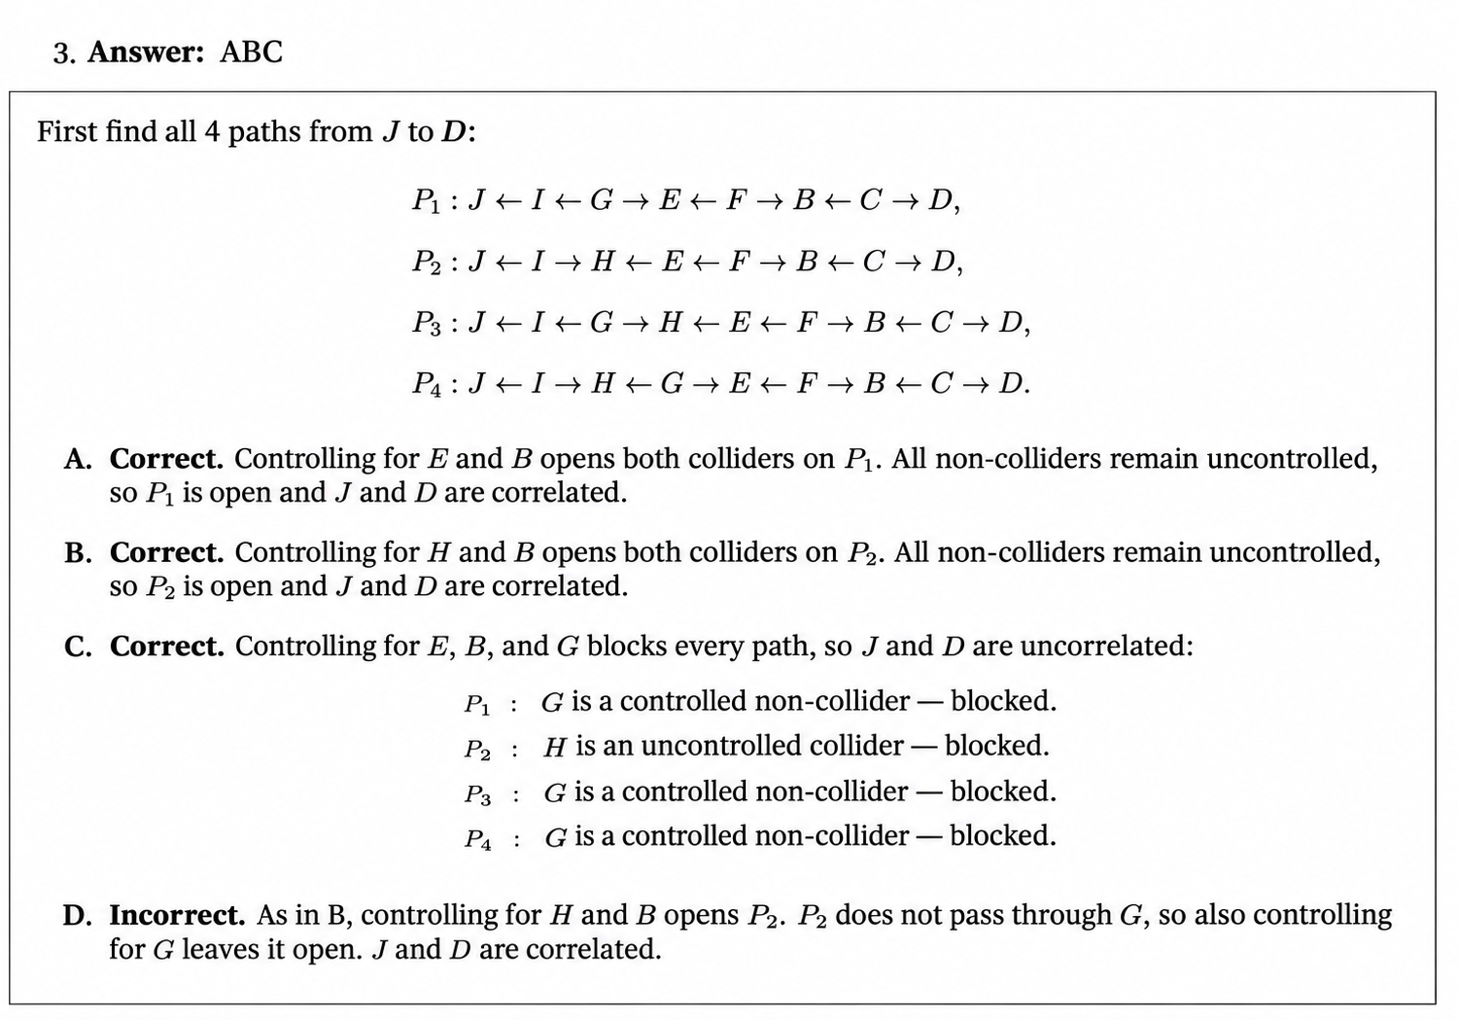 3. Answer: ABC
First find all 4 paths from J to D:
P₁ : J ← I ← G → E ← F → B ← C → D,
P₂ : J ← I → H ← E ← F → B ← C → D,
P₃ : J ← I ← G → H ← E ← F → B ← C → D,
P₄ : J ← I → H ← G → E ← F → B ← C → D.
A. Correct. Controlling for E and B opens both colliders on P₁. All non-colliders remain uncontrolled,
so P₁ is open and J and D are correlated.
B. Correct. Controlling for H and B opens both colliders on P₂. All non-colliders remain uncontrolled,
so P₂ is open and J and D are correlated.
C. Correct. Controlling for E, B, and G blocks every path, so J and D are uncorrelated:
P₁ : G is a controlled non-collider — blocked.
P₂ : H is an uncontrolled collider — blocked.
P₃ : G is a controlled non-collider — blocked.
P₄ : G is a controlled non-collider — blocked.
D. Incorrect. As in B, controlling for H and B opens P₂. P₂ does not pass through G, so also controlling
for G leaves it open. J and D are correlated.